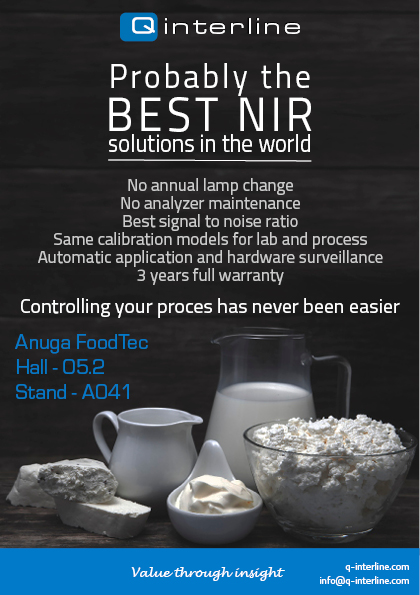 Q interline
Probably the
BEST NIR
solutions in the world
No annual lamp change
No analyzer maintenance
Best signal to noise ratio
Same calibration models for lab and process
Automatic application and hardware surveillance
3 years full warranty
Controlling your proces has never been easier
Anuga FoodTec
Hall - 05.2
Stand - A041
Value through insight
q-interline.com
info@q-interline.com